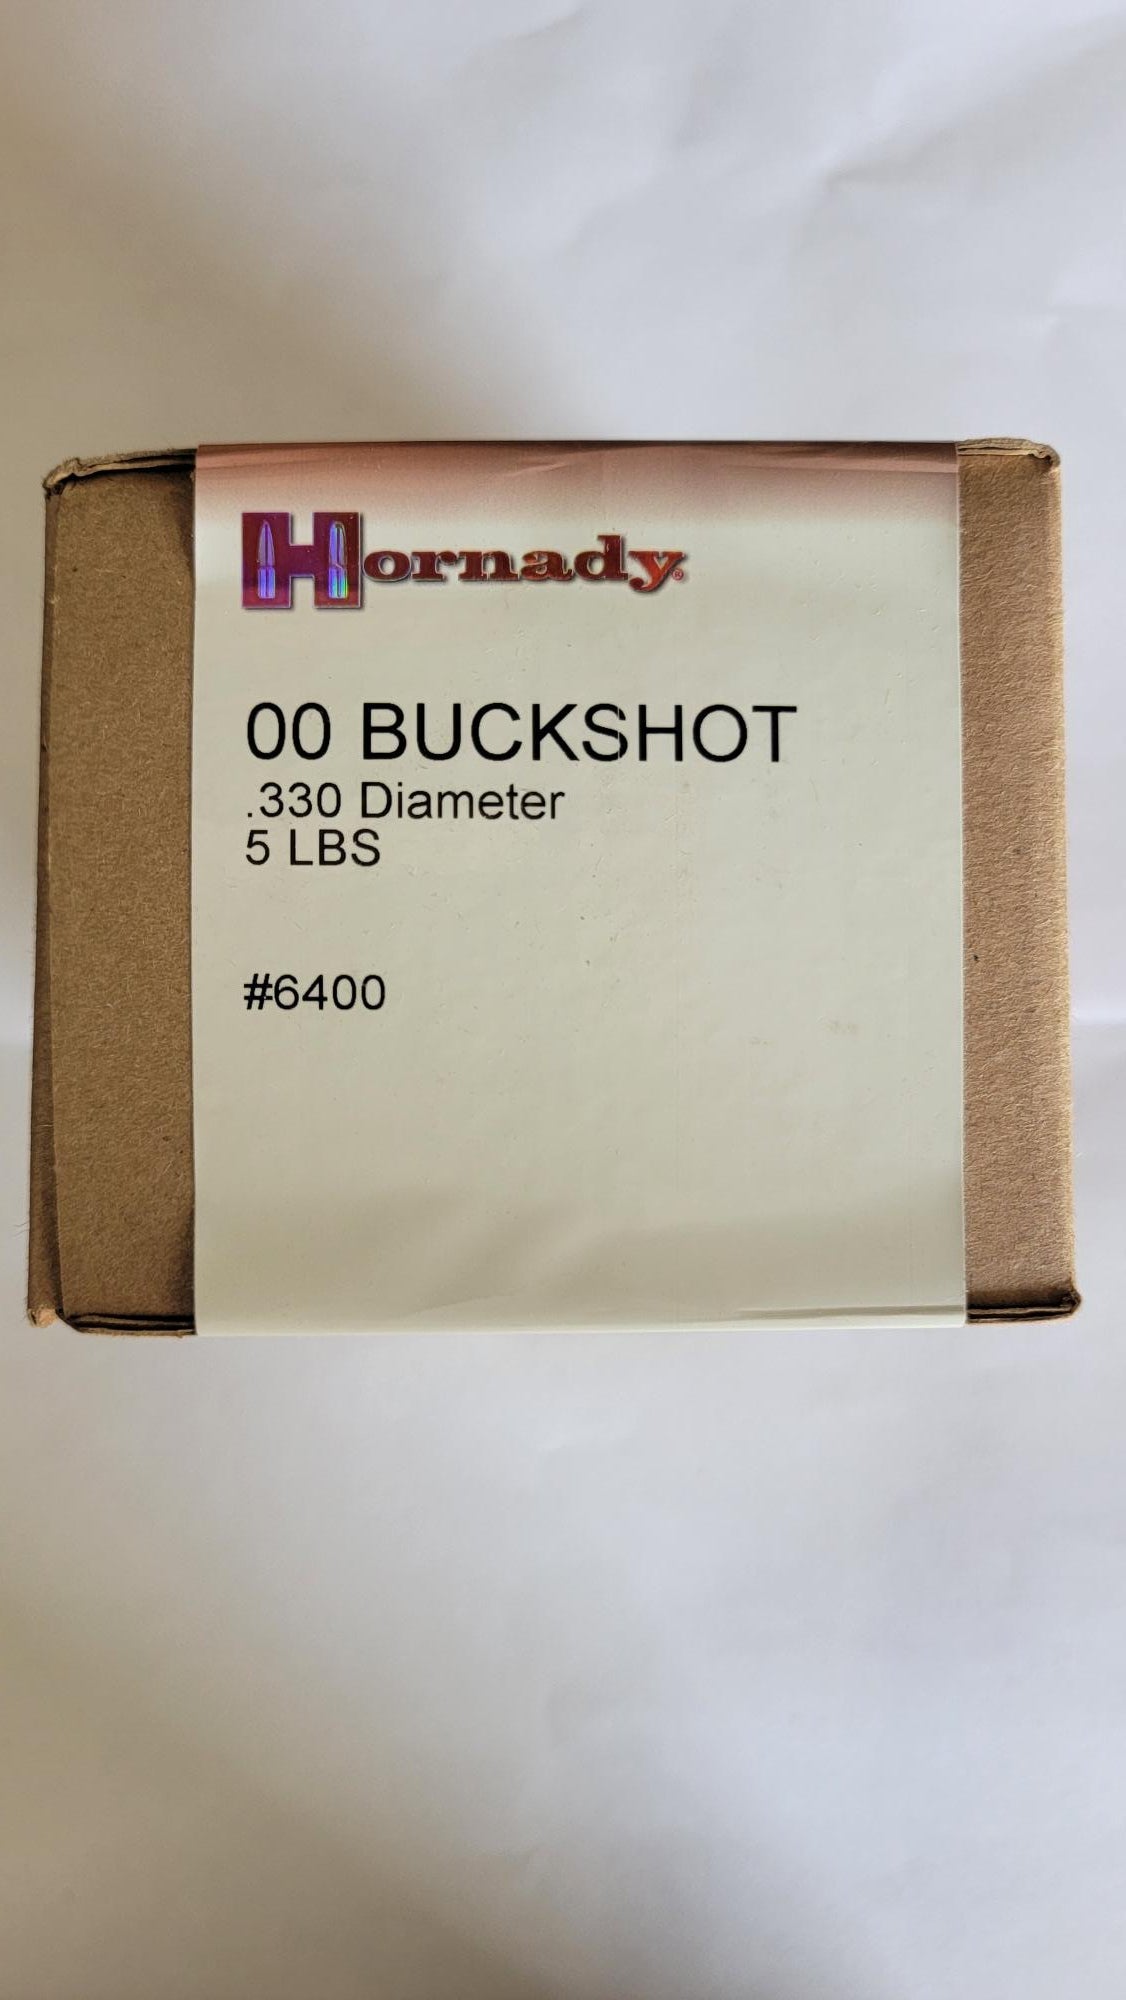 Hornady®
00 BUCKSHOT
.330 Diameter
5 LBS
#6400